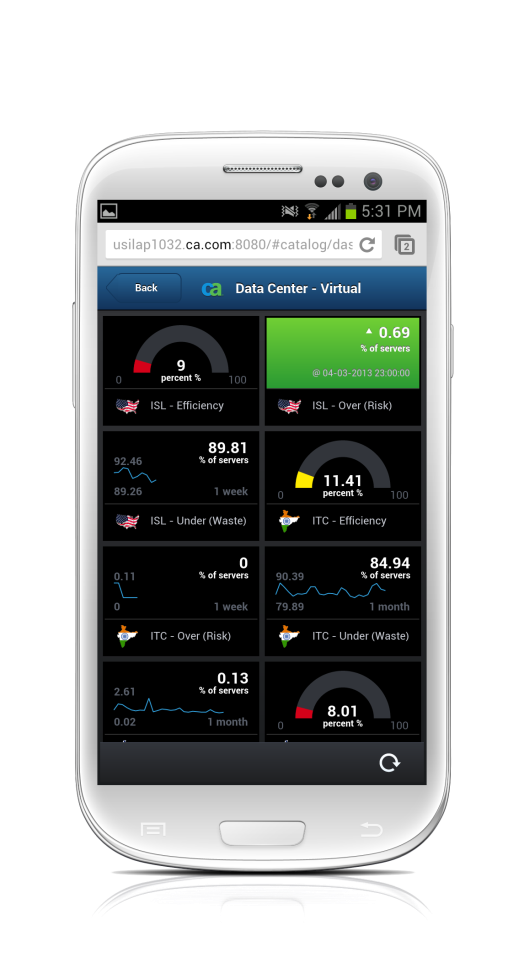 5:31 PM
usilap1032.ca.com:8080/#catalog/das
2
Back
ca
Data Center - Virtual
9
percent %
0
100
ISL - Efficiency
0.69
% of servers
@ 04-03-2013 23:00:00
ISL - Over (Risk)
89.81
% of servers
92.46
89.26
1 week
ISL - Under (Waste)
11.41
percent %
0
100
ITC - Efficiency
0
% of servers
0.11
0
1 week
ITC - Over (Risk)
84.94
% of servers
90.39
79.89
1 month
ITC - Under (Waste)
0.13
% of servers
2.61
0.02
1 month
8.01
percent %
0
100